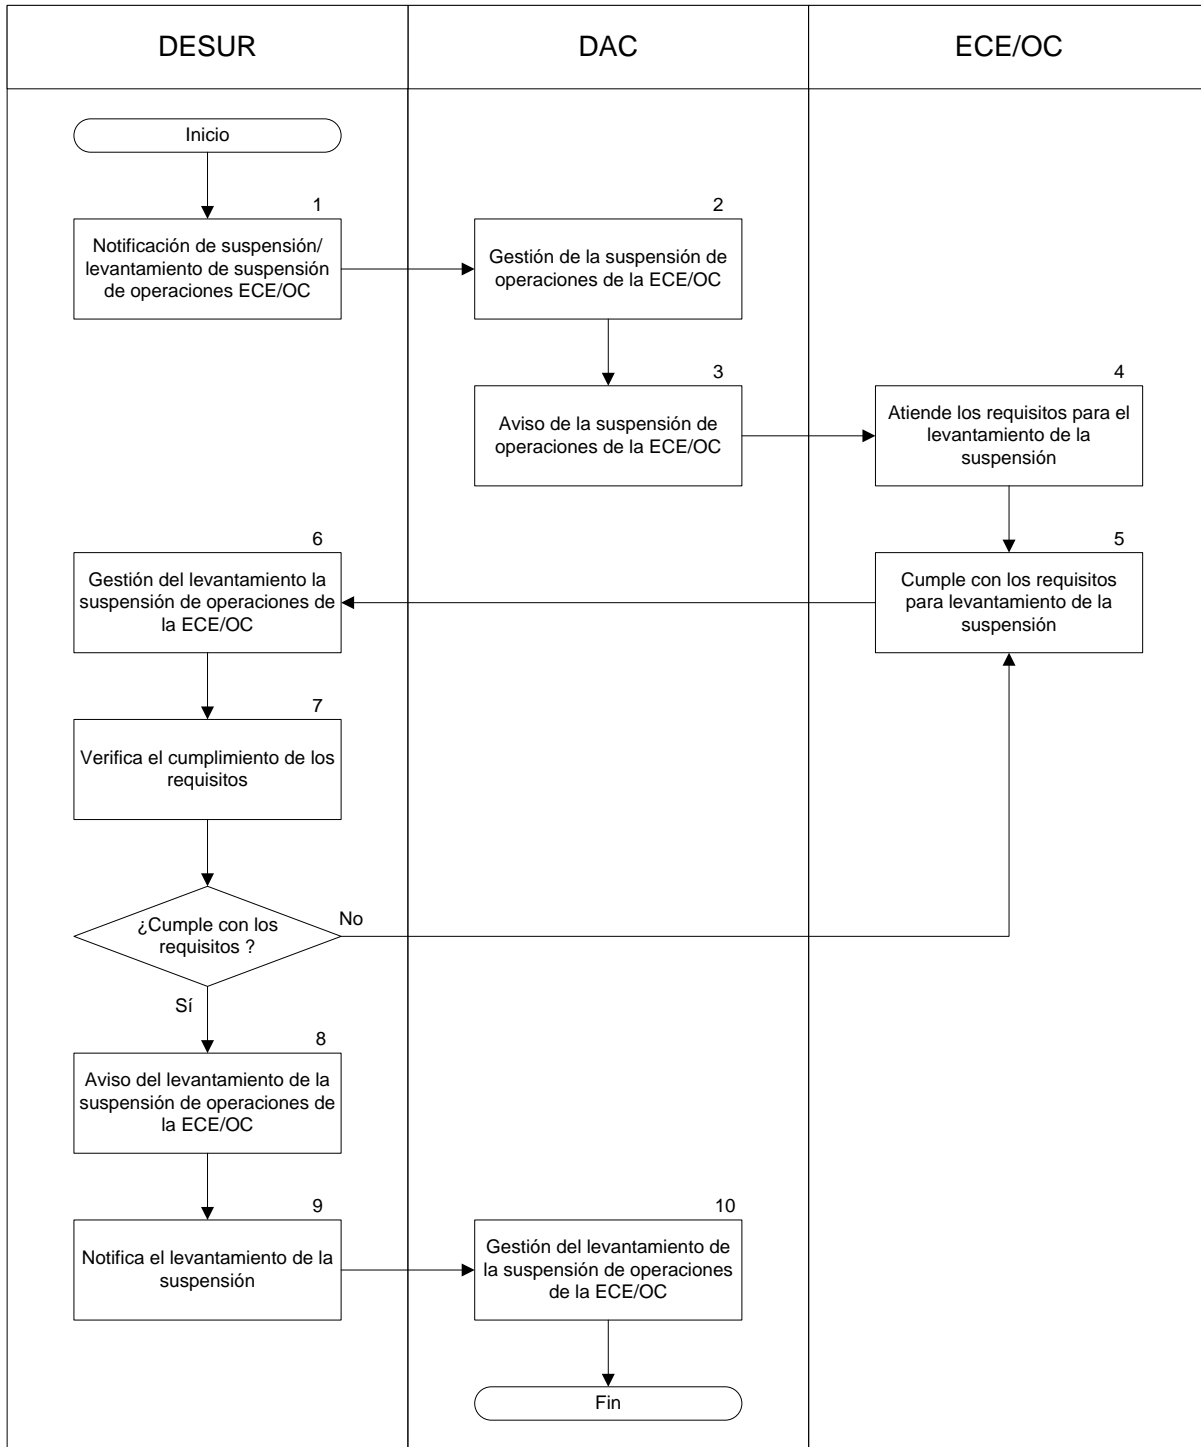 DESUR
DAC
ECE/OC
Inicio
1
Notificación de suspensión/
levantamiento de suspensión
de operaciones ECE/OC
2
Gestión de la suspensión de
operaciones de la ECE/OC
3
Aviso de la suspensión de
operaciones de la ECE/OC
4
Atiende los requisitos para el
levantamiento de la
suspensión
5
Cumple con los requisitos
para levantamiento de la
suspensión
6
Gestión del levantamiento la
suspensión de operaciones de
la ECE/OC
7
Verifica el cumplimiento de los
requisitos
¿Cumple con los
requisitos ?
No
Sí
8
Aviso del levantamiento de la
suspensión de operaciones de
la ECE/OC
9
Notifica el levantamiento de la
suspensión
10
Gestión del levantamiento de
la suspensión de operaciones
de la ECE/OC
Fin